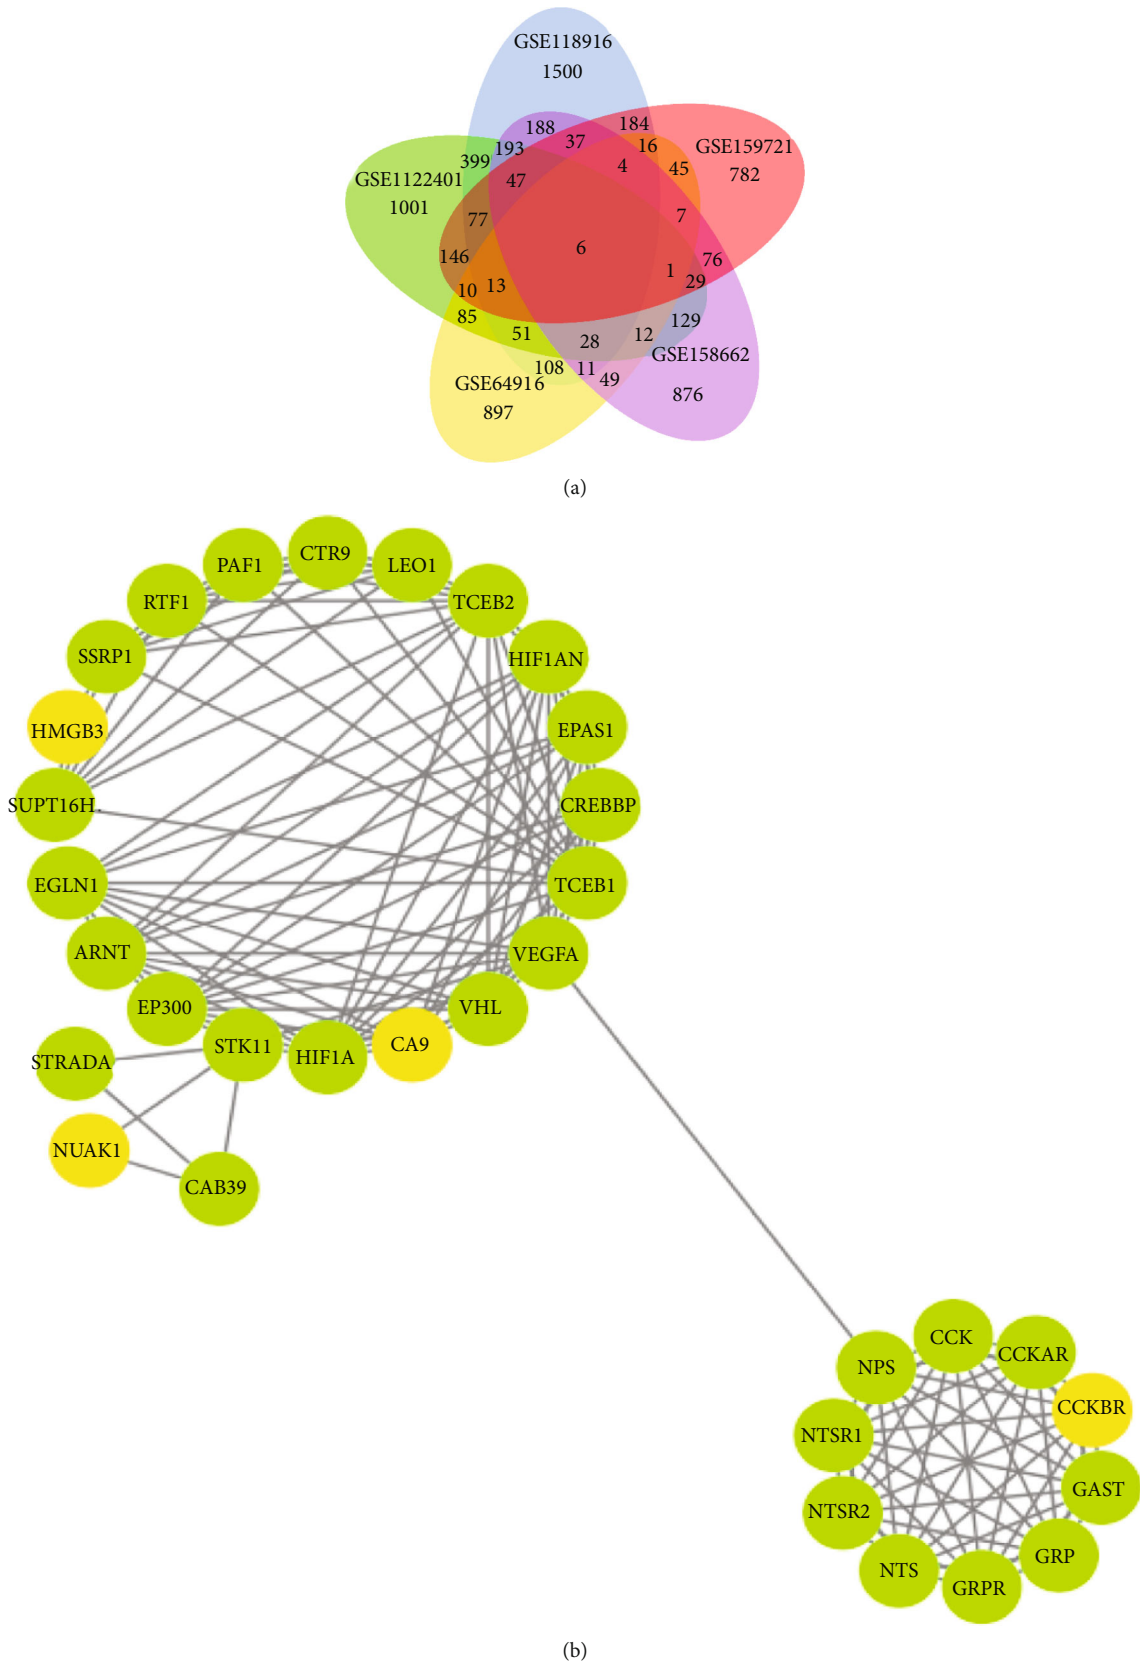 GSE118916
1500
188
37
184
16
GSE159721
782
399
193
47
4
45
GSE1122401
1001
77
7
146
6
76
10
13
1
29
85
51
28
12
129
GSE158662
876
108
11
49
GSE64916
897
(a)
CTR9
PAF1
LEO1
RTF1
TCEB2
SSRP1
HIF1AN
HMGB3
EPAS1
SUPT16H.
CREBBP
EGLN1
TCEB1
ARNT
VEGFA
EP300
VHL
STK11
HIF1A
CA9
STRADA
NUAK1
CAB39
CCK
NPS
CCKAR
CCKBR
NTSR1
GAST
NTSR2
GRP
NTS
GRPR
(b)